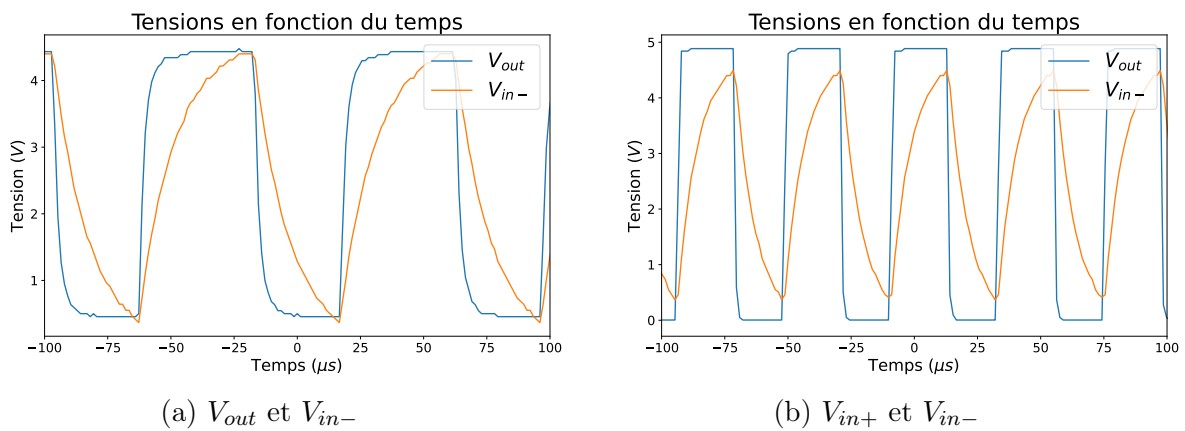 Tensions en fonction du temps
Tension (V)
4
3
2
1
V_out
V_in−
−100 −75 −50 −25 0 25 50 75 100
Temps (μs)
(a) V_out et V_in−
Tensions en fonction du temps
Tension (V)
5
4
3
2
1
0
V_out
V_in−
−100 −75 −50 −25 0 25 50 75 100
Temps (μs)
(b) V_in+ et V_in−